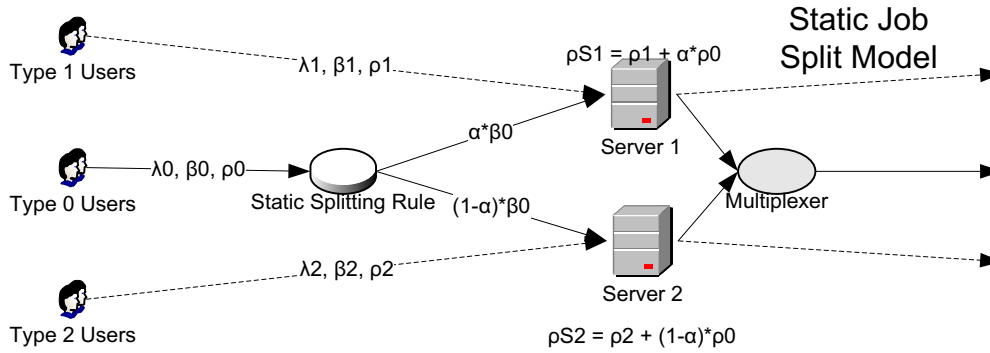 Static Job
Split Model
Type 1 Users
λ1, β1, ρ1
ρS1 = ρ1 + α*ρ0
Server 1
α*β0
Type 0 Users
λ0, β0, ρ0
Static Splitting Rule
(1-α)*β0
Multiplexer
Type 2 Users
λ2, β2, ρ2
Server 2
ρS2 = ρ2 + (1-α)*ρ0